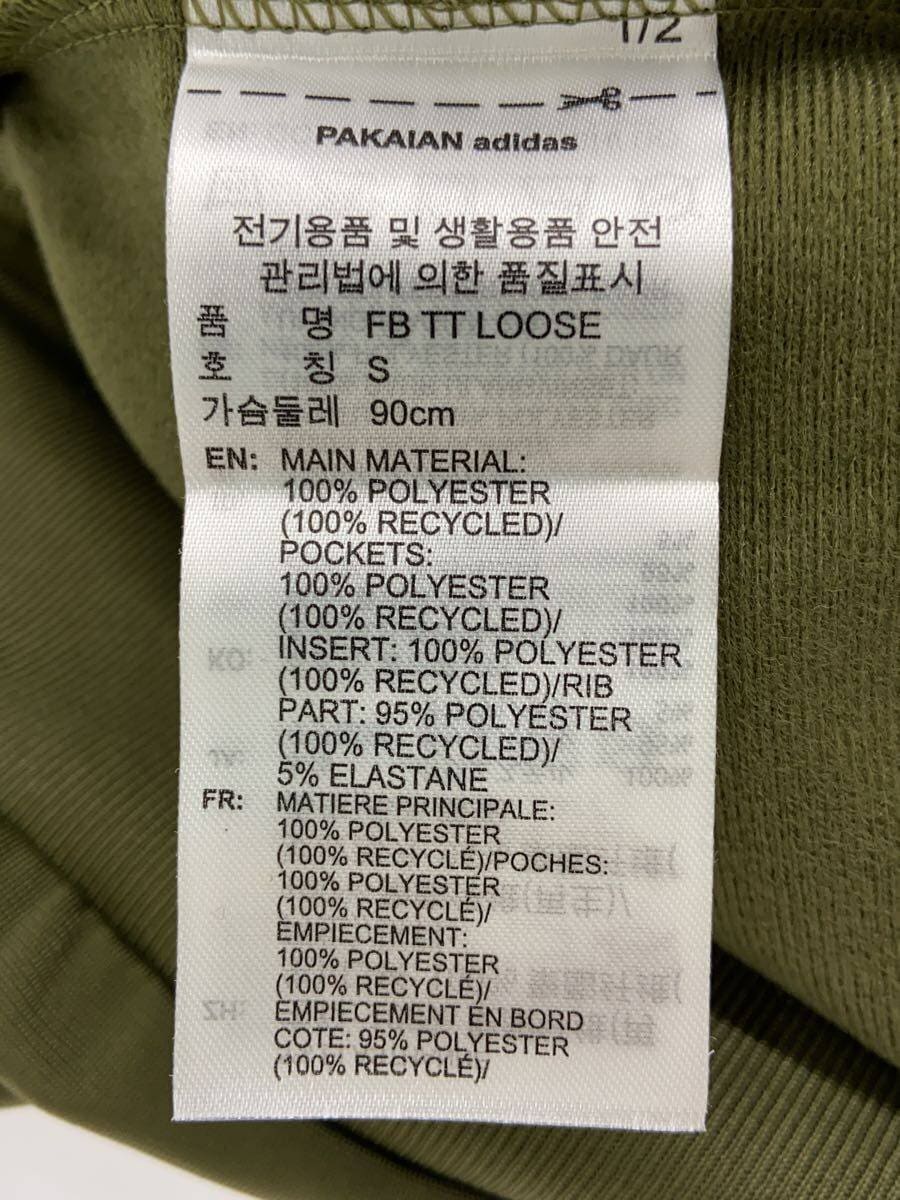 1/2
PAKAIAN adidas
전기용품 및 생활용품 안전
관리법에 의한 품질표시
품 명 FB TT LOOSE
호 칭 S
가슴둘레 90cm
EN: MAIN MATERIAL:
100% POLYESTER
(100% RECYCLED)/
POCKETS:
100% POLYESTER
(100% RECYCLED)/
INSERT: 100% POLYESTER
(100% RECYCLED)/RIB
PART: 95% POLYESTER
(100% RECYCLED)/
5% ELASTANE
FR: MATIERE PRINCIPALE:
100% POLYESTER
(100% RECYCLÉ)/POCHES:
100% POLYESTER
(100% RECYCLÉ)/
EMPIECEMENT:
100% POLYESTER
(100% RECYCLÉ)/
EMPIECEMENT EN BORD
COTE: 95% POLYESTER
(100% RECYCLÉ)/